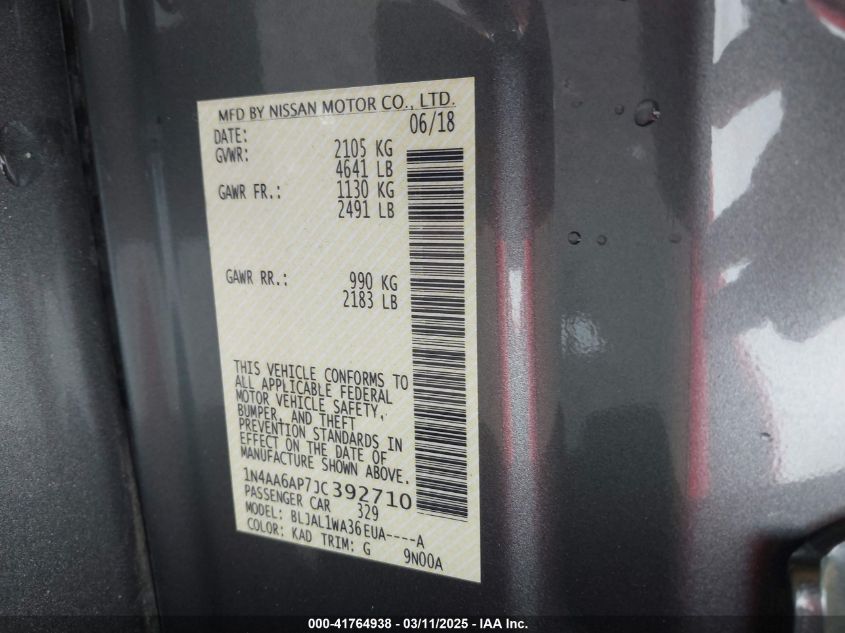 MFD BY NISSAN MOTOR CO., LTD.
DATE: 06/18
GVWR: 2105 KG
4641 LB
GAWR FR.: 1130 KG
2491 LB
GAWR RR.: 990 KG
2183 LB
THIS VEHICLE CONFORMS TO
ALL APPLICABLE FEDERAL
MOTOR VEHICLE SAFETY,
BUMPER, AND THEFT
PREVENTION STANDARDS IN
EFFECT ON THE DATE OF
MANUFACTURE SHOWN ABOVE.
1N4AA6AP7JC392710
PASSENGER CAR 329
MODEL: BLJAL1WA36EUA----A
COLOR: KAD TRIM: G 9N00A
000-41764938 - 03/11/2025 - IAA Inc.